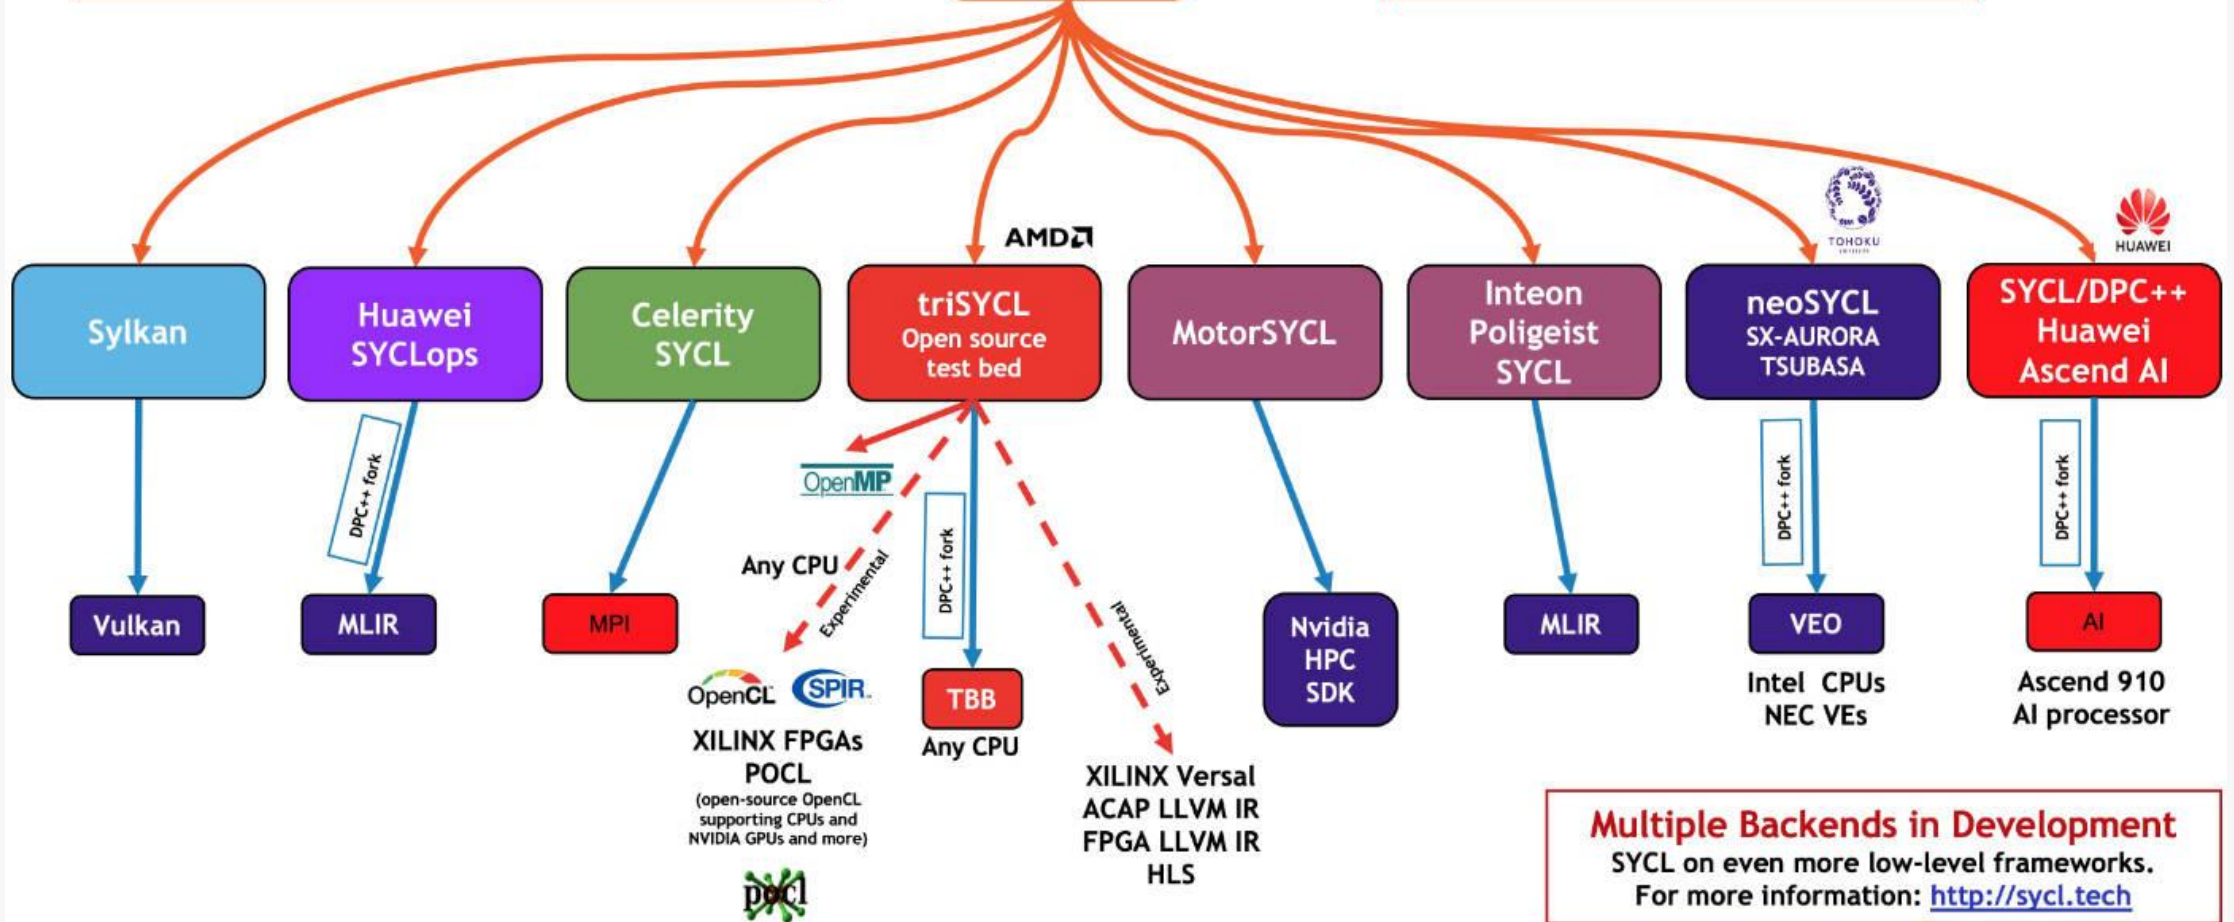 AMD
TOHOKU
HUAWEI
Sylkan
Huawei
SYCLops
Celerity
SYCL
triSYCL
Open source
test bed
MotorSYCL
Inteon
Poligeist
SYCL
neoSYCL
SX-AURORA
TSUBASA
SYCL/DPC++
Huawei
Ascend AI
DPC++ fork
OpenMP
Any CPU
Experimental
DPC++ fork
Experimental
DPC++ fork
DPC++ fork
Vulkan
MLIR
MPI
OpenCL
SPIR
XILINX FPGAs
POCL
(open-source OpenCL
supporting CPUs and
NVIDIA GPUs and more)
pocl
TBB
Any CPU
XILINX Versal
ACAP LLVM IR
FPGA LLVM IR
HLS
Nvidia
HPC
SDK
MLIR
VEO
Intel CPUs
NEC VEs
AI
Ascend 910
AI processor
Multiple Backends in Development
SYCL on even more low-level frameworks.
For more information: http://sycl.tech